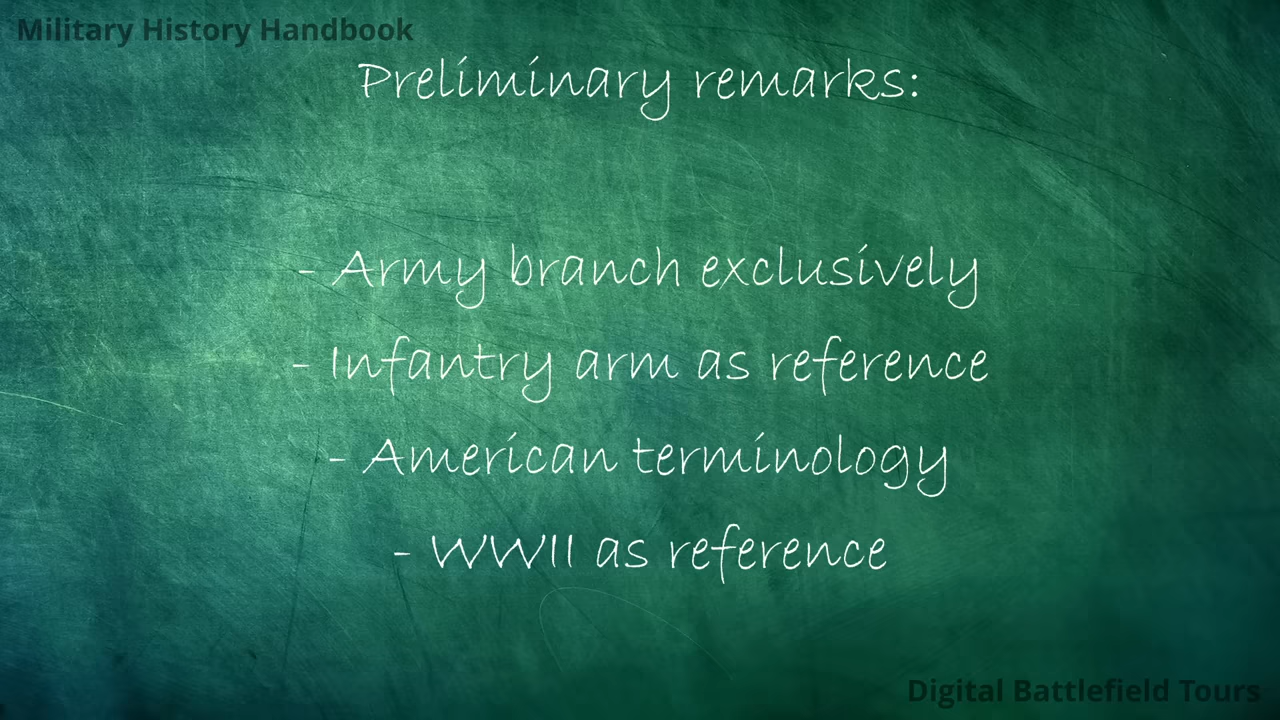 Military History Handbook
Preliminary remarks:
- Army branch exclusively
- Infantry arm as reference
- American terminology
- WWII as reference
Digital Battlefield Tours